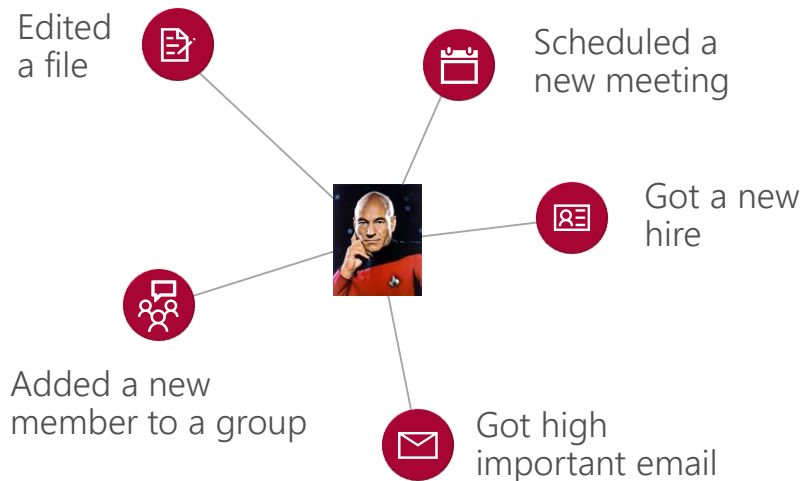 Edited
a file
Scheduled a
new meeting
Got a new
hire
Added a new
member to a group
Got high
important email